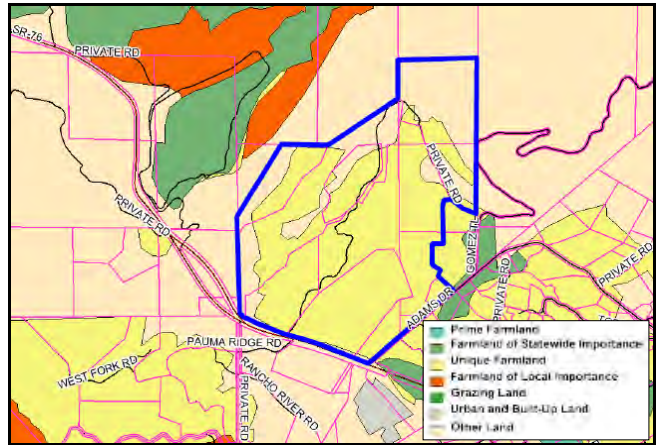 SR-76
PRIVATE RD
PRIVATE RD
PRIVATE RD
GOMEZ TL
PRIVATE RD
PRIVATE RD
ADAMS DR
PAUMA RIDGE RD
WEST FORK RD
RANCHO RIVER RD
PRIVATE RD
Prime Farmland
Farmland of Statewide Importance
Unique Farmland
Farmland of Local Importance
Grazing Land
Urban and Built-Up Land
Other Land